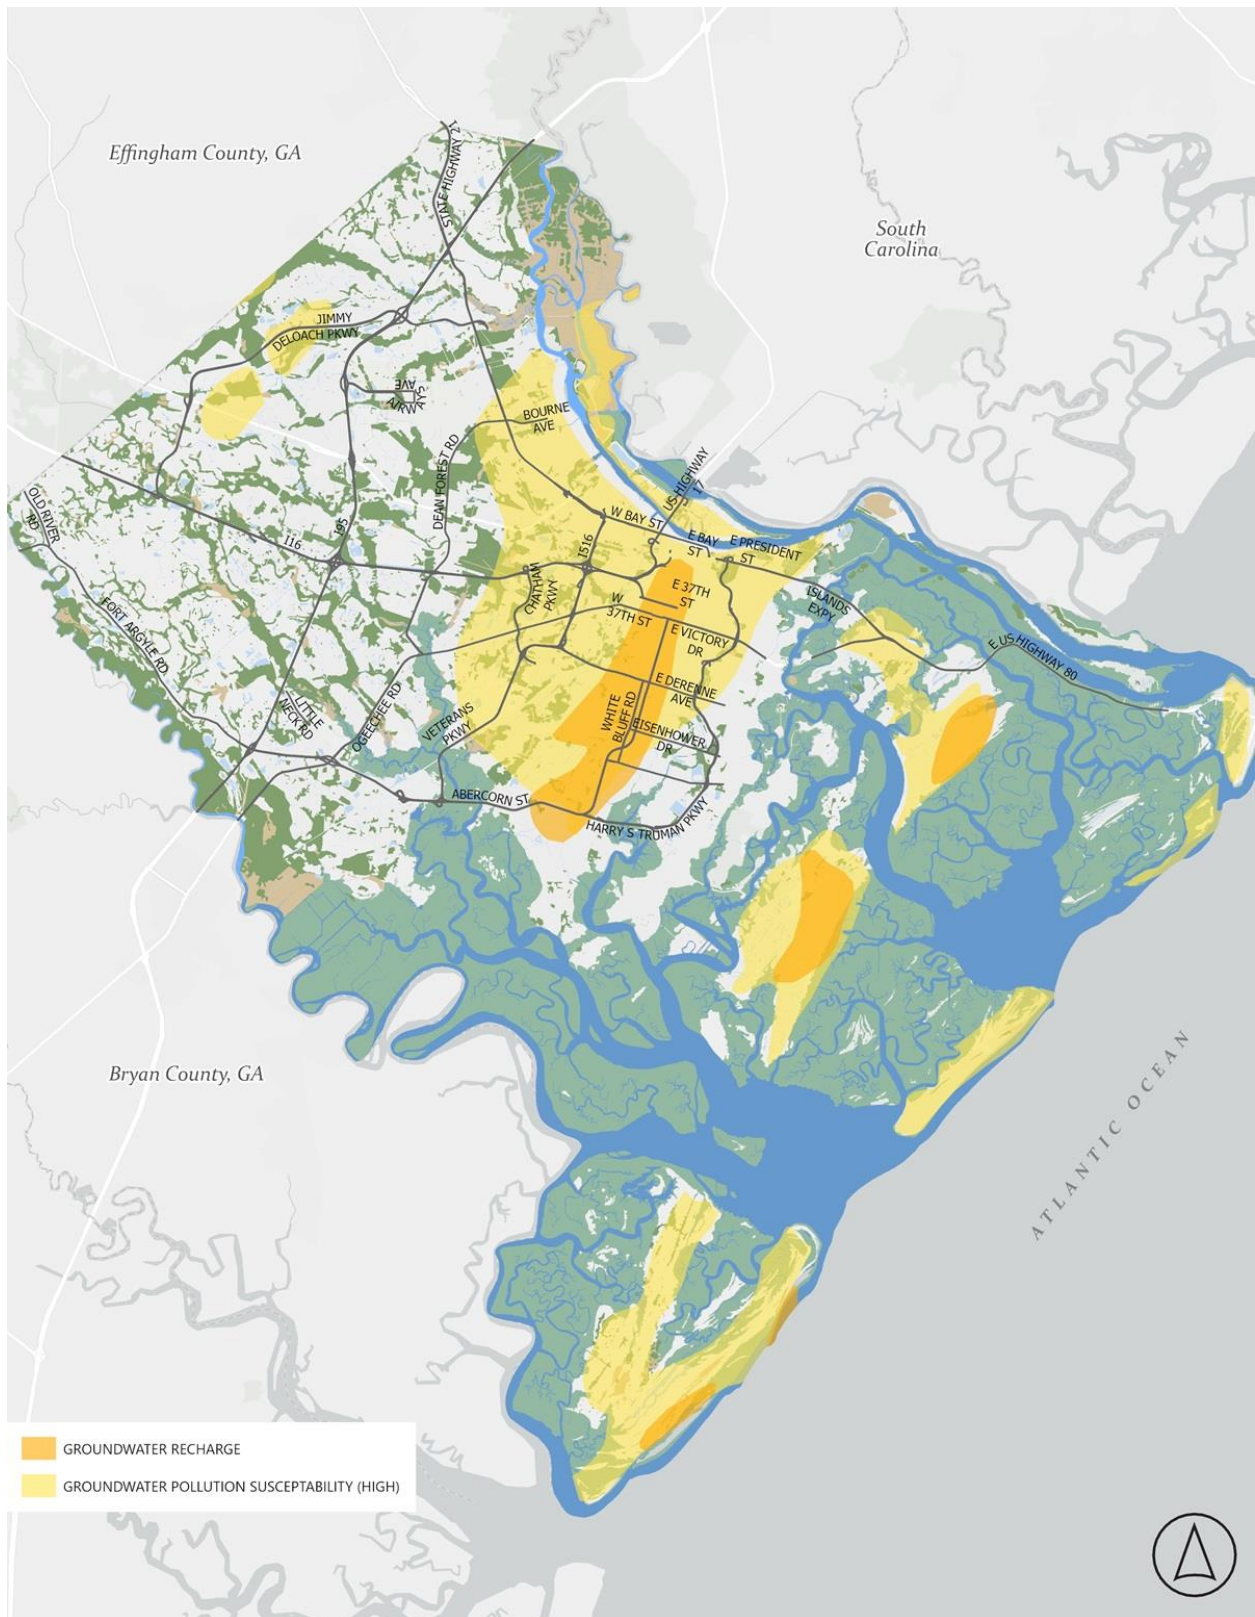 Effingham County, GA
South
Carolina
STATE HIGHWAY 21
JIMMY
DELOACH PKWY
AIRWAYS
AVE
BOURNE
AVE
DEAN FOREST RD
US HIGHWAY
17
OLD RIVER
RD
I95
I16
I516
W BAY ST
E BAY
ST
E PRESIDENT
ST
CHATHAM
PKWY
E 37TH
ST
W
37TH ST
ISLANDS
EXPY
E VICTORY
DR
E US HIGHWAY 80
FORT ARGYLE RD
E DERENNE
AVE
WHITE
BLUFF RD
LITTLE
NECK RD
OGEECHEE RD
VETERANS
PKWY
EISENHOWER
DR
ABERCORN ST
HARRY S TRUMAN PKWY
Bryan County, GA
ATLANTIC OCEAN
GROUNDWATER RECHARGE
GROUNDWATER POLLUTION SUSCEPTABILITY (HIGH)